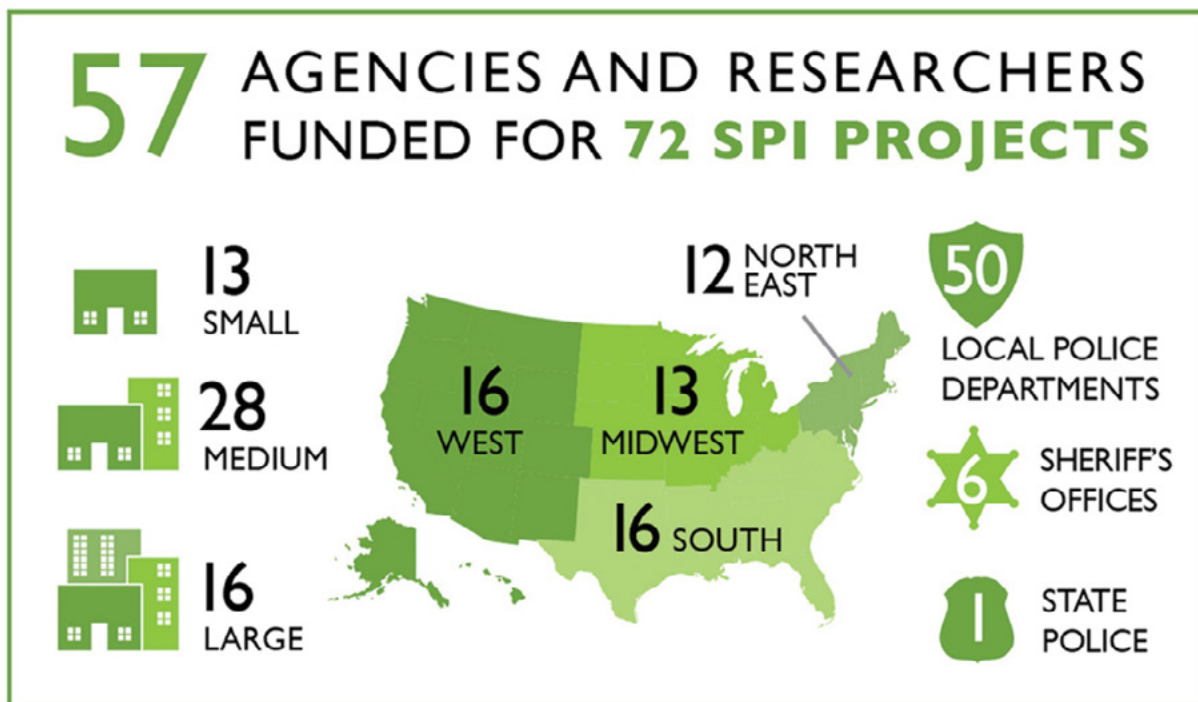 57 AGENCIES AND RESEARCHERS
FUNDED FOR 72 SPI PROJECTS
13
SMALL
28
MEDIUM
16
LARGE
12 NORTH
EAST
16
WEST
13
MIDWEST
16 SOUTH
50
LOCAL POLICE
DEPARTMENTS
6
SHERIFF'S
OFFICES
1
STATE
POLICE